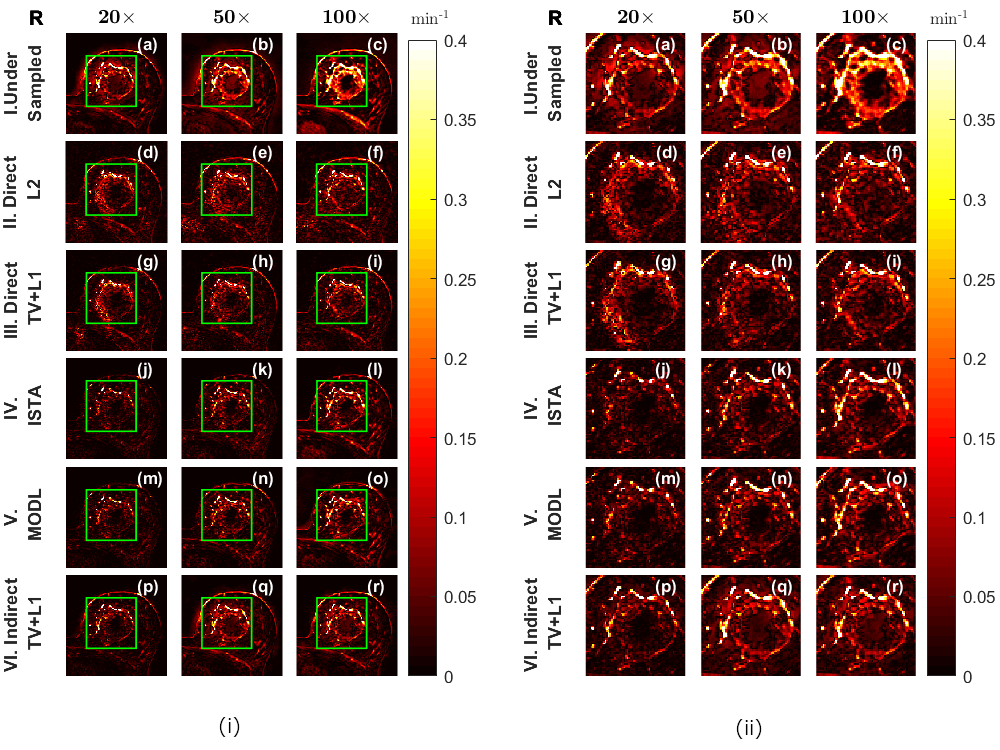 R 20× 50× 100× min-1
I.Under Sampled
(a) (b) (c)
II. Direct L2
(d) (e) (f)
III. Direct TV+L1
(g) (h) (i)
IV. ISTA
(j) (k) (l)
V. MODL
(m) (n) (o)
VI. Indirect TV+L1
(p) (q) (r)
0.4
0.35
0.3
0.25
0.2
0.15
0.1
0.05
0
(i)
R 20× 50× 100× min-1
I.Under Sampled
(a) (b) (c)
II. Direct L2
(d) (e) (f)
III. Direct TV+L1
(g) (h) (i)
IV. ISTA
(j) (k) (l)
V. MODL
(m) (n) (o)
VI. Indirect TV+L1
(p) (q) (r)
0.4
0.35
0.3
0.25
0.2
0.15
0.1
0.05
0
(ii)